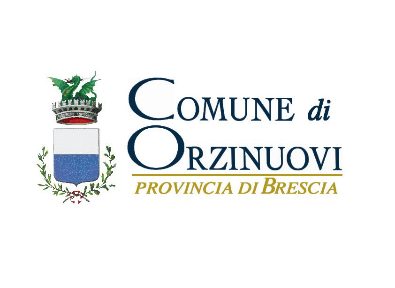 COMUNE di
ORZINUOVI
PROVINCIA DI BRESCIA